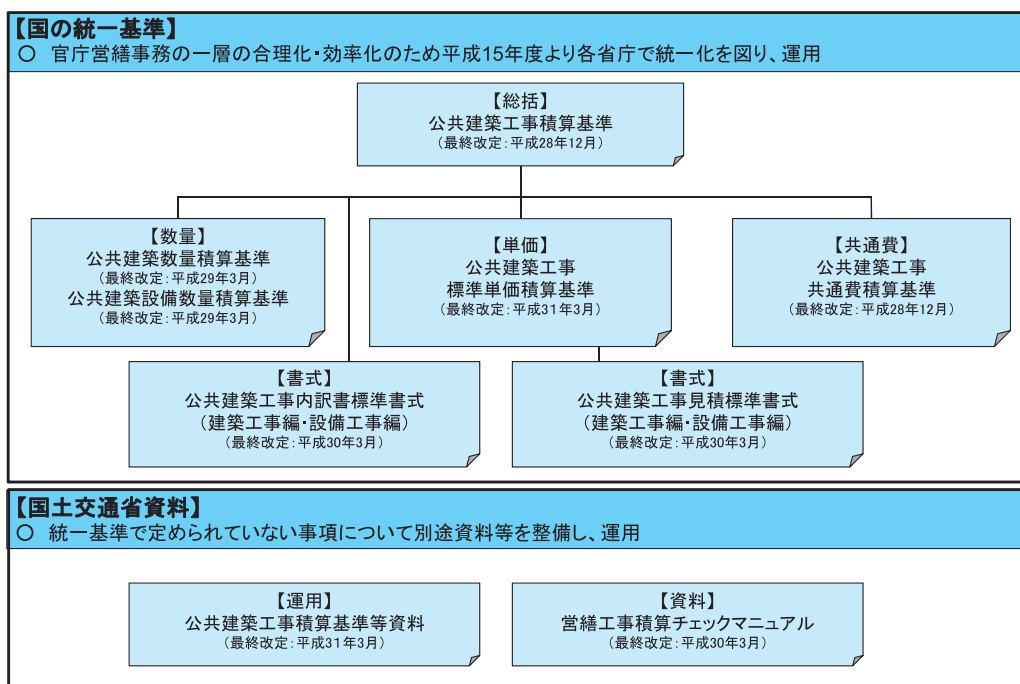 【国の統一基準】
○ 官庁営繕事務の一層の合理化・効率化のため平成15年度より各省庁で統一化を図り、運用
【総括】
公共建築工事積算基準
（最終改定：平成28年12月）
【数量】
公共建築数量積算基準
（最終改定：平成29年3月）
公共建築設備数量積算基準
（最終改定：平成29年3月）
【単価】
公共建築工事
標準単価積算基準
（最終改定：平成31年3月）
【共通費】
公共建築工事
共通費積算基準
（最終改定：平成28年12月）
【書式】
公共建築工事内訳書標準書式
（建築工事編・設備工事編）
（最終改定：平成30年3月）
【書式】
公共建築工事見積標準書式
（建築工事編・設備工事編）
（最終改定：平成30年3月）
【国土交通省資料】
○ 統一基準で定められていない事項について別途資料等を整備し、運用
【運用】
公共建築工事積算基準等資料
（最終改定：平成31年3月）
【資料】
営繕工事積算チェックマニュアル
（最終改定：平成30年3月）